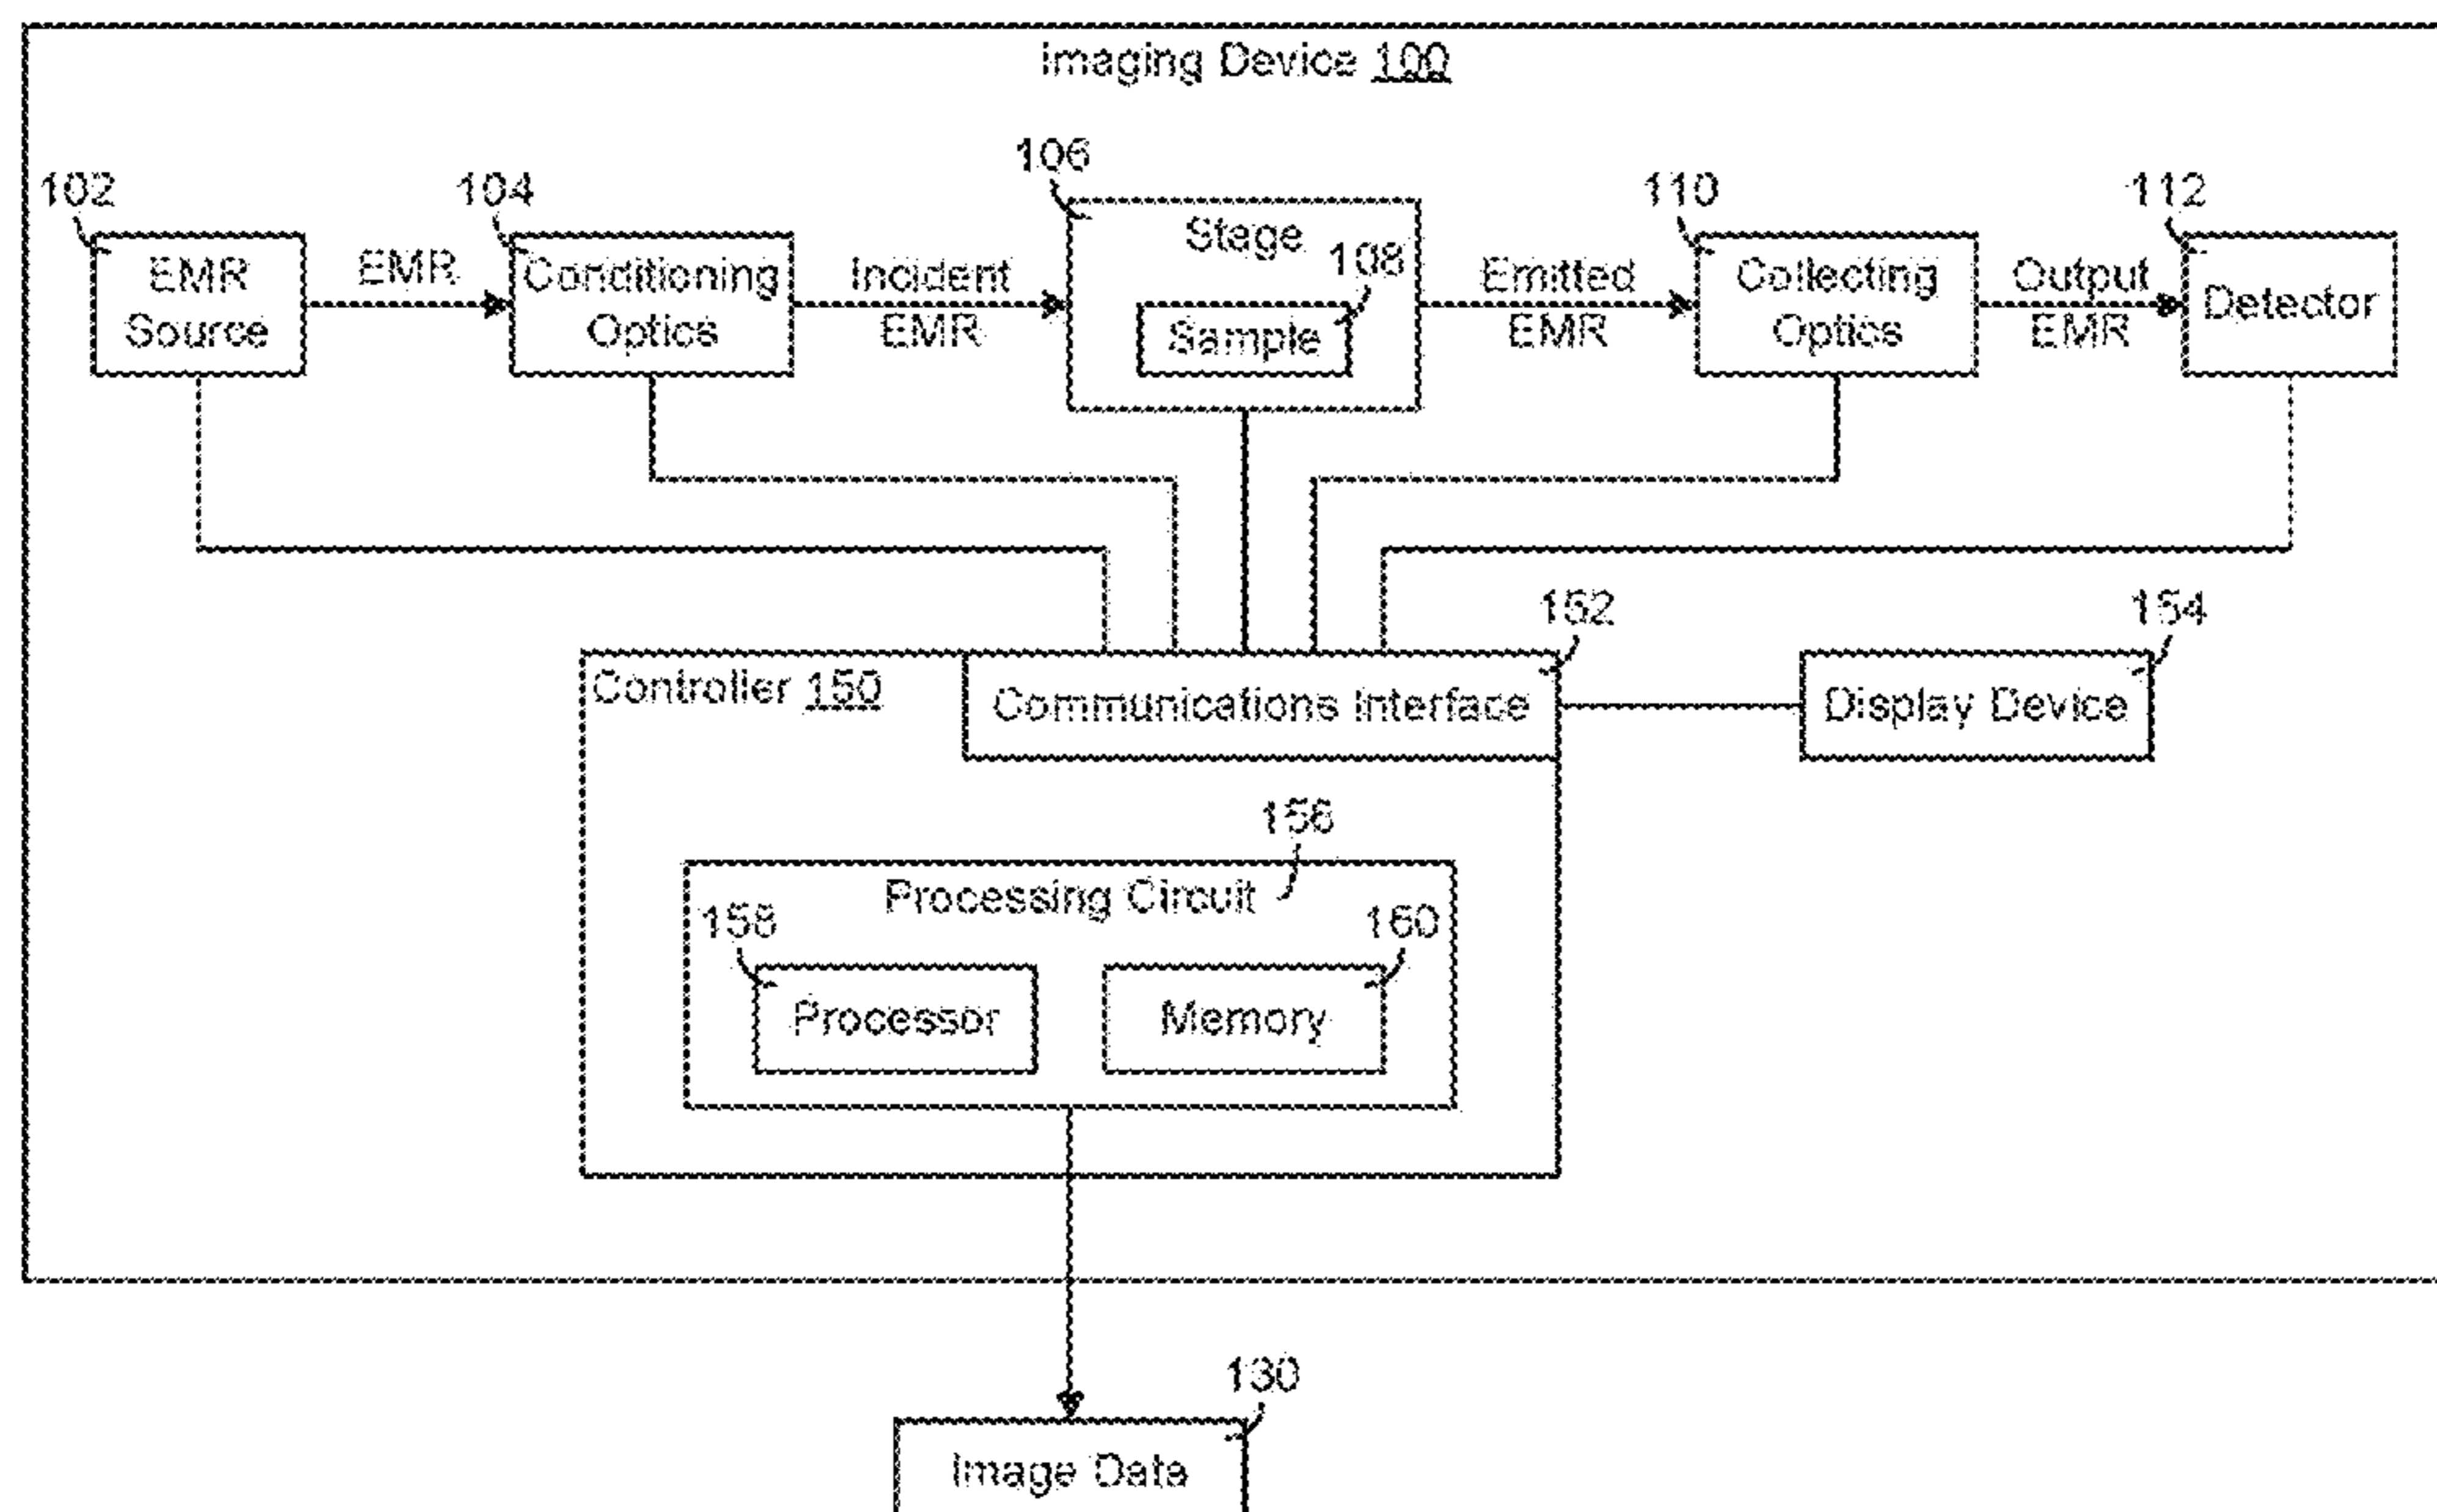 Imaging Device 100
106
102
104
110
112
Stage
108
EMR
Source
EMR
Conditioning
Optics
Incident
EMR
Sample
Emitted
EMR
Collecting
Optics
Output
EMR
Detector
152
154
Controller 150
Communications Interface
Display Device
156
Processing Circuit
158
160
Processor
Memory
130
Image Data